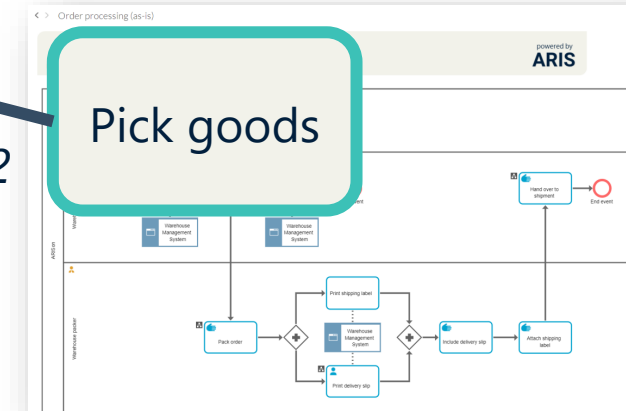 Order processing (as-is)
powered by
ARIS
Pick goods
2
Hand over to
shipment
End event
Warehouse
Management
System
Warehouse
Management
System
ARISen
Warehouse packer
Print shipping label
Pack order
Warehouse
Management
System
Include delivery slip
Attach shipping
label
Print delivery slip